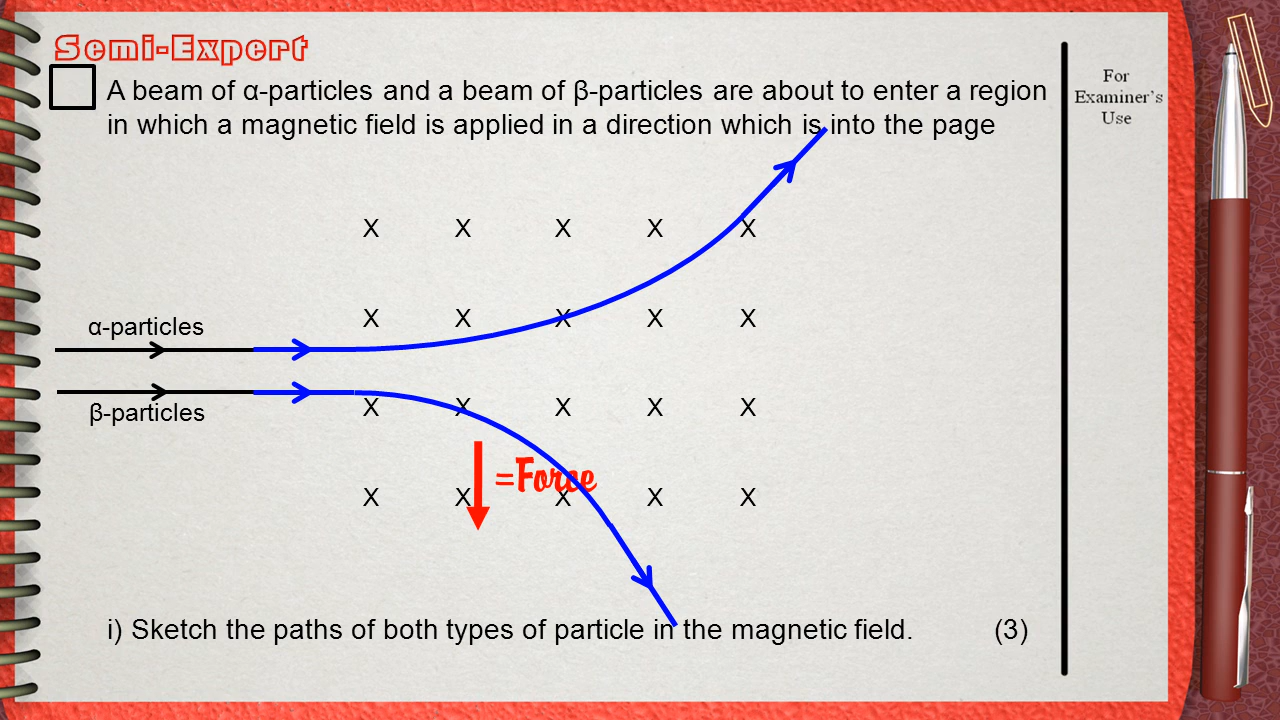 Semi-Expert
A beam of α-particles and a beam of β-particles are about to enter a region
in which a magnetic field is applied in a direction which is into the page
For
Examiner's
Use
X X X X X
α-particles X X X X X
β-particles X X X X X
=Force
X X X X X
i) Sketch the paths of both types of particle in the magnetic field. (3)